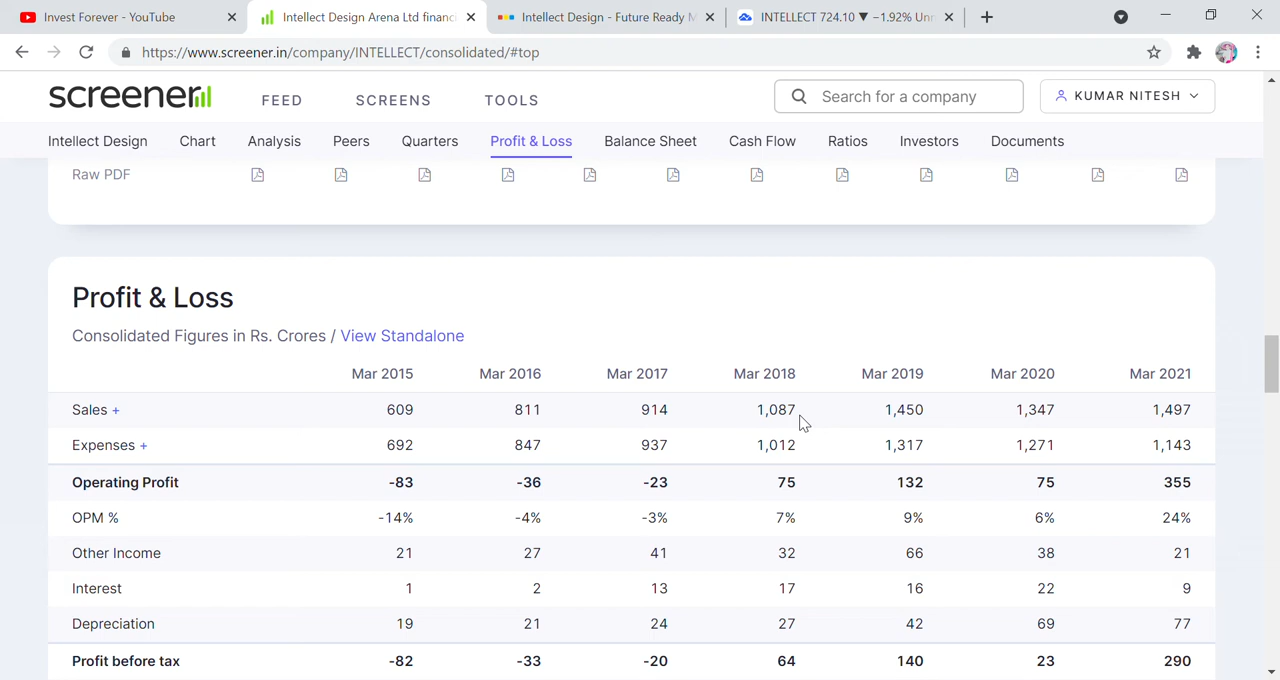 Invest Forever - YouTube
Intellect Design Arena Ltd financi
Intellect Design - Future Ready M
INTELLECT 724.10 ▼ −1.92% Unn
https://www.screener.in/company/INTELLECT/consolidated/#top
screener
FEED SCREENS TOOLS
Search for a company
KUMAR NITESH
Intellect Design Chart Analysis Peers Quarters Profit & Loss Balance Sheet Cash Flow Ratios Investors Documents
Raw PDF
Profit & Loss
Consolidated Figures in Rs. Crores / View Standalone
Mar 2015 Mar 2016 Mar 2017 Mar 2018 Mar 2019 Mar 2020 Mar 2021
Sales + 609 811 914 1,087 1,450 1,347 1,497
Expenses + 692 847 937 1,012 1,317 1,271 1,143
Operating Profit -83 -36 -23 75 132 75 355
OPM % -14% -4% -3% 7% 9% 6% 24%
Other Income 21 27 41 32 66 38 21
Interest 1 2 13 17 16 22 9
Depreciation 19 21 24 27 42 69 77
Profit before tax -82 -33 -20 64 140 23 290